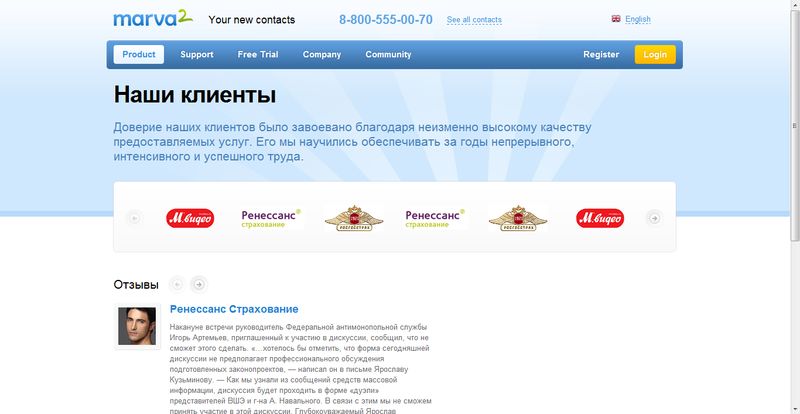 marva2 Your new contacts 8-800-555-00-70 See all contacts English
Product Support Free Trial Company Community Register Login
Наши клиенты
Доверие наших клиентов было завоевано благодаря неизменно высокому качеству
предоставляемых услуг. Его мы научились обеспечивать за годы непрерывного,
интенсивного и успешного труда.
М.видео Ренессанс страхование РОСГОССТРАХ Ренессанс страхование РОСГОССТРАХ М.видео
Отзывы
Ренессанс Страхование
Накануне встречи руководитель Федеральной антимонопольной службы
Игорь Артемьев, приглашенный к участию в дискуссии, сообщил, что не
сможет этого сделать. «...хотелось бы отметить, что форма сегодняшней
дискуссии не предполагает профессионального обсуждения
подготовленных законопроектов, — написал он в письме Ярославу
Кузьминову. — Как мы узнали из сообщений средств массовой
информации, дискуссия будет проходить в форме «дуэли»
представителей ВШЭ и г-на А. Навального. В связи с этим мы не сможем
принять участие в этой дискуссии. Глубокоуважаемый Ярослав